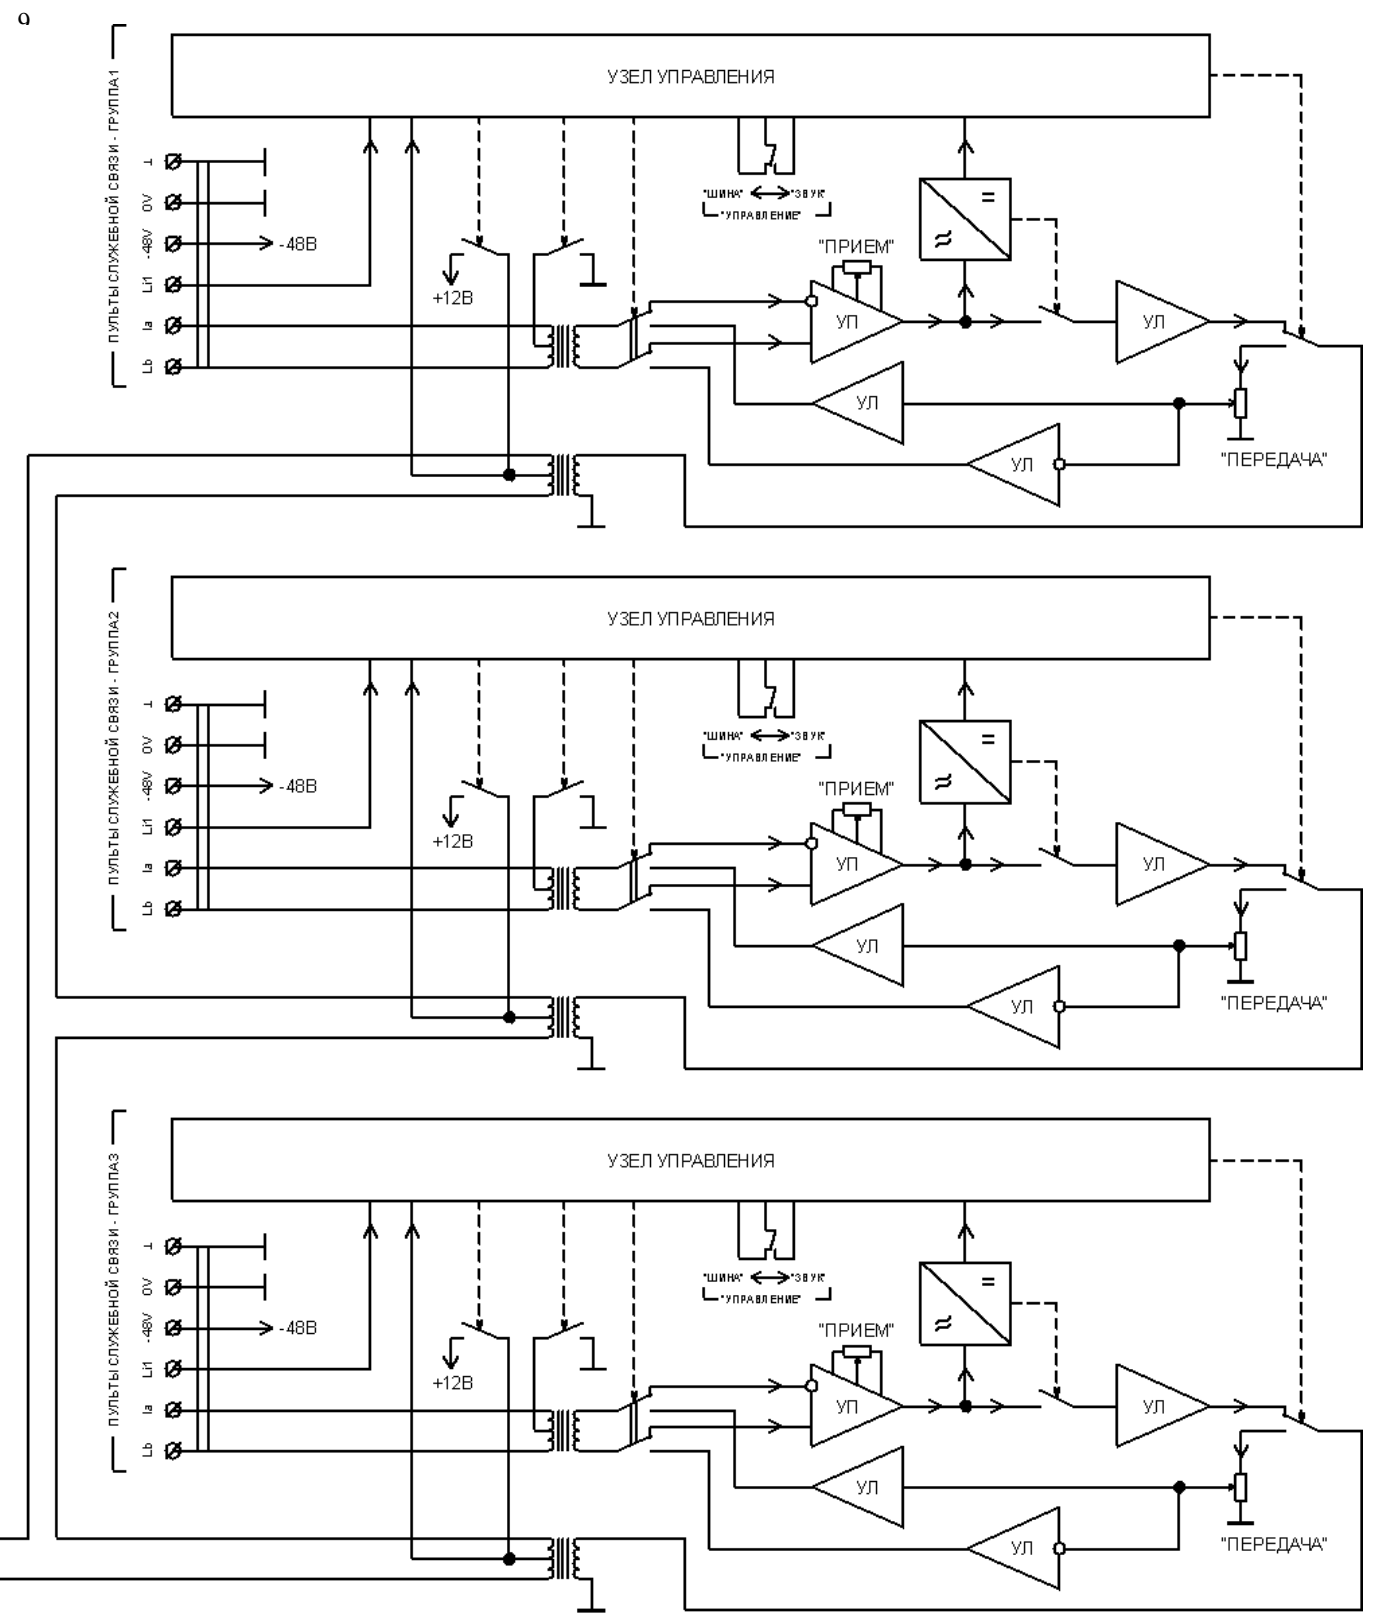 9
ПУЛЬТЫ СЛУЖЕБНОЙ СВЯЗИ - ГРУППА1
УЗЕЛ УПРАВЛЕНИЯ
⊥
0V
-48V
-48В
Li1
la
Lb
+12В
"ШИНА" "ЗВУК"
"УПРАВЛЕНИЕ"
=
≈
"ПРИЕМ"
УП
УЛ
УЛ
УЛ
"ПЕРЕДАЧА"
ПУЛЬТЫ СЛУЖЕБНОЙ СВЯЗИ - ГРУППА2
УЗЕЛ УПРАВЛЕНИЯ
⊥
0V
-48V
-48В
Li1
la
Lb
+12В
"ШИНА" "ЗВУК"
"УПРАВЛЕНИЕ"
=
≈
"ПРИЕМ"
УП
УЛ
УЛ
УЛ
"ПЕРЕДАЧА"
ПУЛЬТЫ СЛУЖЕБНОЙ СВЯЗИ - ГРУППА3
УЗЕЛ УПРАВЛЕНИЯ
⊥
0V
-48V
-48В
Li1
la
Lb
+12В
"ШИНА" "ЗВУК"
"УПРАВЛЕНИЕ"
=
≈
"ПРИЕМ"
УП
УЛ
УЛ
УЛ
"ПЕРЕДАЧА"